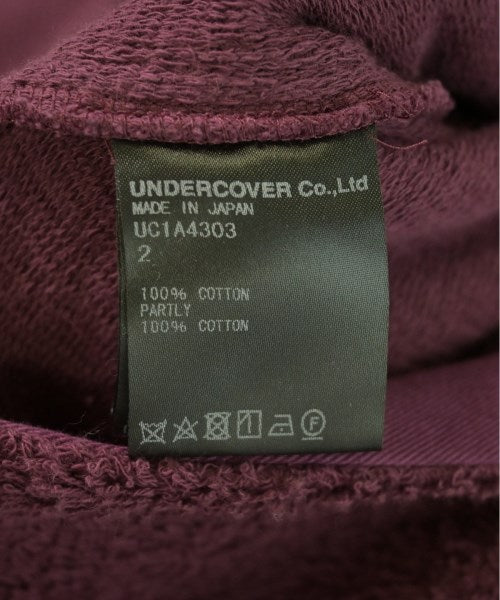 UNDERCOVER Co.,Ltd
MADE IN JAPAN
UC1A4303
2
100% COTTON
PARTLY
100% COTTON
F